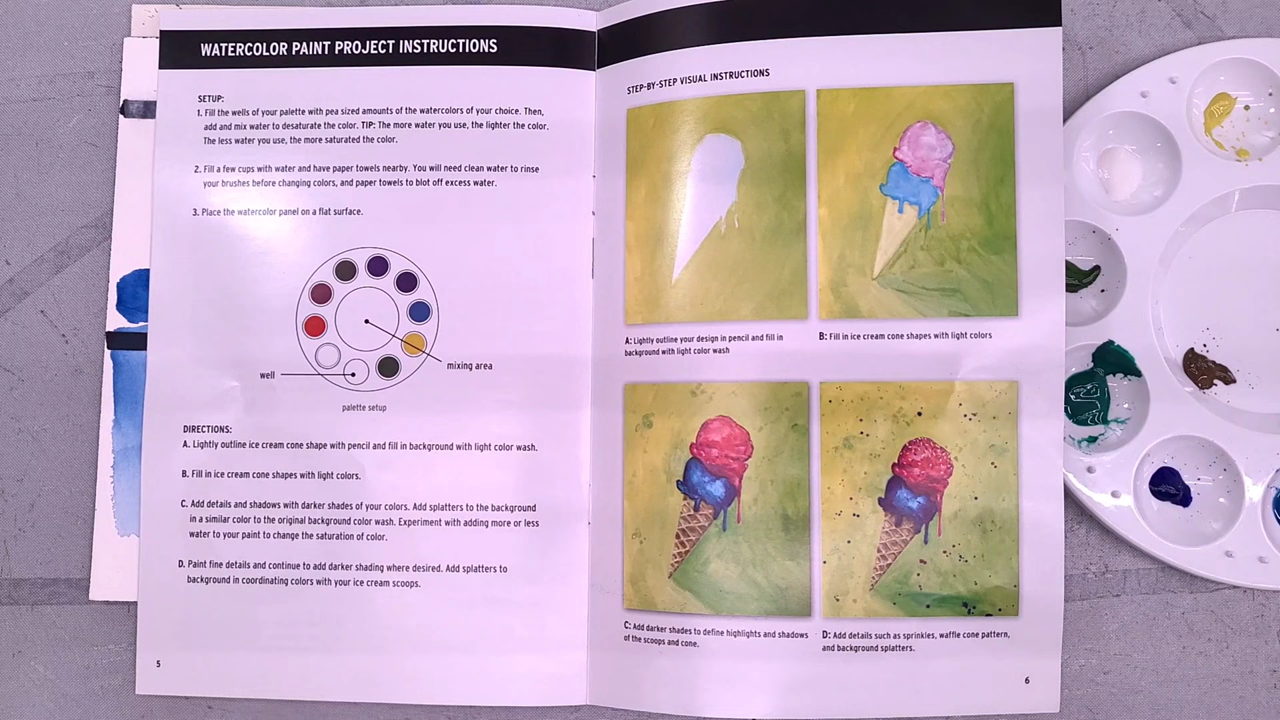 WATERCOLOR PAINT PROJECT INSTRUCTIONS
SETUP:
1. Fill the wells of your palette with pea sized amounts of the watercolors of your choice. Then,
add and mix water to desaturate the color. TIP: The more water you use, the lighter the color.
The less water you use, the more saturated the color.
2. Fill a few cups with water and have paper towels nearby. You will need clean water to rinse
your brushes before changing colors, and paper towels to blot off excess water.
3. Place the watercolor panel on a flat surface.
well
mixing area
palette setup
DIRECTIONS:
A. Lightly outline ice cream cone shape with pencil and fill in background with light color wash.
B. Fill in ice cream cone shapes with light colors.
C. Add details and shadows with darker shades of your colors. Add splatters to the background
in a similar color to the original background color wash. Experiment with adding more or less
water to your paint to change the saturation of color.
D. Paint fine details and continue to add darker shading where desired. Add splatters to
background in coordinating colors with your ice cream scoops.
5
STEP-BY-STEP VISUAL INSTRUCTIONS
A: Lightly outline your design in pencil and fill in
background with light color wash
B: Fill in ice cream cone shapes with light colors
C: Add darker shades to define highlights and shadows
of the scoops and cone.
D: Add details such as sprinkles, waffle cone pattern,
and background splatters.
6